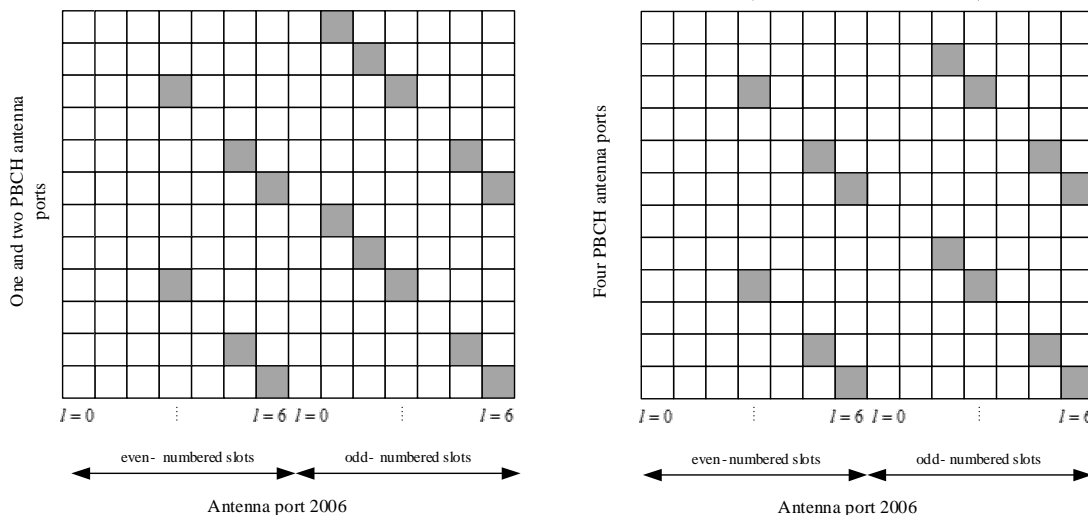 One and two PBCH antenna
ports
l = 0
⋮
l = 6
l = 0
⋮
l = 6
even- numbered slots
odd- numbered slots
Antenna port 2006
Four PBCH antenna ports
l = 0
⋮
l = 6
l = 0
⋮
l = 6
even-numbered slots
odd- numbered slots
Antenna port 2006